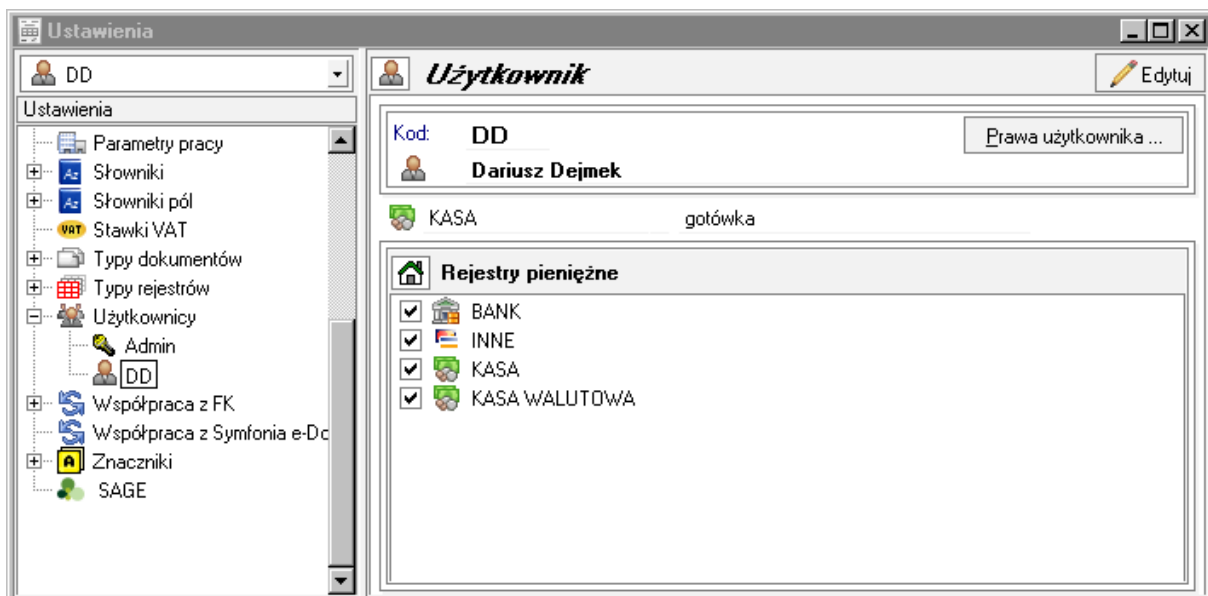 Ustawienia
DD
Ustawienia
Parametry pracy
Słowniki
Słowniki pól
VAT Stawki VAT
Typy dokumentów
Typy rejestrów
Użytkownicy
Admin
DD
Współpraca z FK
Współpraca z Symfonia e-Dc
Znaczniki
SAGE
Użytkownik
Edytuj
Kod: DD
Prawa użytkownika ...
Dariusz Dejmek
KASA gotówka
Rejestry pieniężne
BANK
INNE
KASA
KASA WALUTOWA